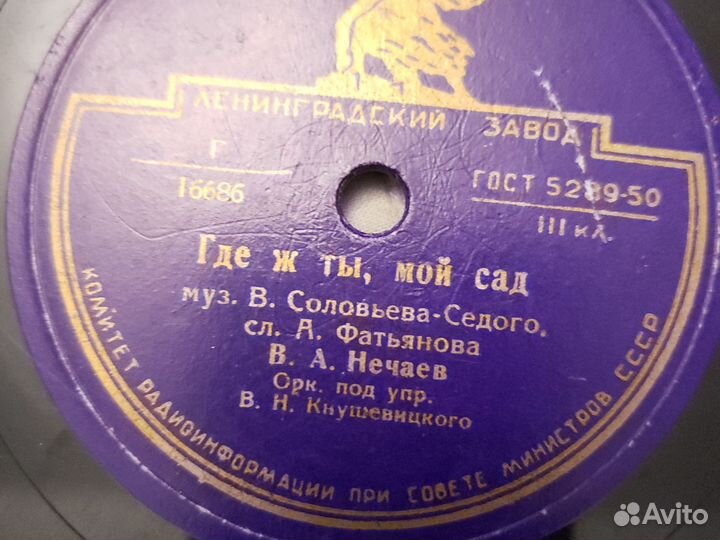 ЛЕНИНГРАДСКИЙ ЗАВОД
Г
16686
ГОСТ 5289-50
III кл.
Где ж ты, мой сад
муз. В. Соловьева-Седого,
сл. А. Фатьянова
В. А. Нечаев
Орк. под упр.
В. Н. Кнушевицкого
КОМИТЕТ РАДИОИНФОРМАЦИИ ПРИ СОВЕТЕ МИНИСТРОВ СССР
Avito